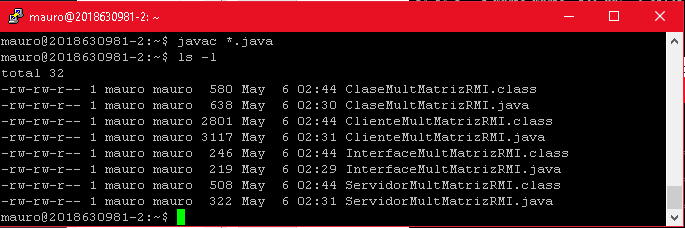 mauro@2018630981-2: ~
mauro@2018630981-2:~$ javac *.java
mauro@2018630981-2:~$ ls -l
total 32
-rw-rw-r-- 1 mauro mauro  580 May  6 02:44 ClaseMultMatrizRMI.class
-rw-rw-r-- 1 mauro mauro  638 May  6 02:30 ClaseMultMatrizRMI.java
-rw-rw-r-- 1 mauro mauro 2801 May  6 02:44 ClienteMultMatrizRMI.class
-rw-rw-r-- 1 mauro mauro 3117 May  6 02:31 ClienteMultMatrizRMI.java
-rw-rw-r-- 1 mauro mauro  246 May  6 02:44 InterfaceMultMatrizRMI.class
-rw-rw-r-- 1 mauro mauro  219 May  6 02:29 InterfaceMultMatrizRMI.java
-rw-rw-r-- 1 mauro mauro  508 May  6 02:44 ServidorMultMatrizRMI.class
-rw-rw-r-- 1 mauro mauro  322 May  6 02:31 ServidorMultMatrizRMI.java
mauro@2018630981-2:~$